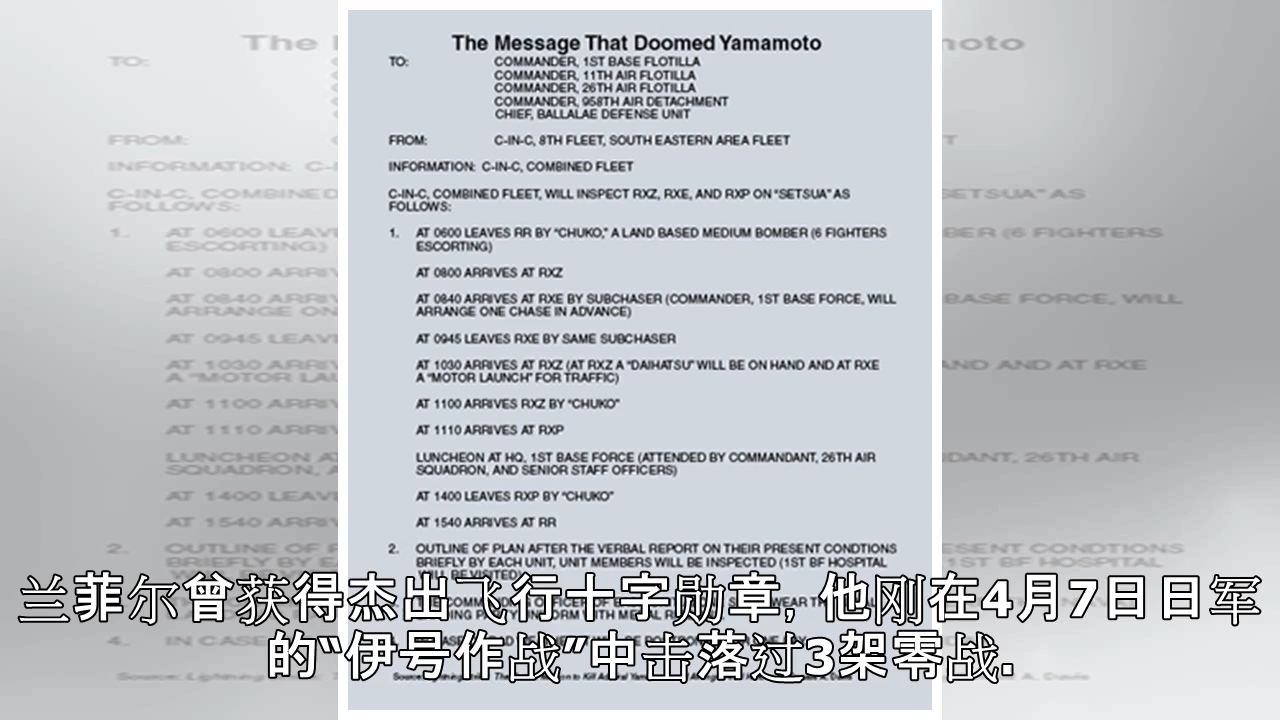 The Message That Doomed Yamamoto
TO: COMMANDER, 1ST BASE FLOTILLA
COMMANDER, 11TH AIR FLOTILLA
COMMANDER, 26TH AIR FLOTILLA
COMMANDER, 958TH AIR DETACHMENT
CHIEF, BALLALAE DEFENSE UNIT
FROM: C-IN-C, 8TH FLEET, SOUTH EASTERN AREA FLEET
INFORMATION: C-IN-C, COMBINED FLEET
C-IN-C, COMBINED FLEET, WILL INSPECT RXZ, RXE, AND RXP ON “SETSUA” AS
FOLLOWS:
1. AT 0600 LEAVES RR BY “CHUKO,” A LAND BASED MEDIUM BOMBER (6 FIGHTERS
ESCORTING)
AT 0800 ARRIVES AT RXZ
AT 0840 ARRIVES AT RXE BY SUBCHASER (COMMANDER, 1ST BASE FORCE, WILL
ARRANGE ONE CHASE IN ADVANCE)
AT 0945 LEAVES RXE BY SAME SUBCHASER
AT 1030 ARRIVES AT RXZ (AT RXZ A “DAIHATSU” WILL BE ON HAND AND AT RXE
A “MOTOR LAUNCH” FOR TRAFFIC)
AT 1100 ARRIVES RXZ BY “CHUKO”
AT 1110 ARRIVES AT RXP
LUNCHEON AT HQ, 1ST BASE FORCE (ATTENDED BY COMMANDANT, 26TH AIR
SQUADRON, AND SENIOR STAFF OFFICERS)
AT 1400 LEAVES RXP BY “CHUKO”
AT 1540 ARRIVES AT RR
2. OUTLINE OF PLAN AFTER THE VERBAL REPORT ON THEIR PRESENT CONDTIONS
BRIEFLY BY EACH UNIT, UNIT MEMBERS WILL BE INSPECTED (1ST BF HOSPITAL
WILL BE VISITED)
兰菲尔曾获得杰出飞行十字勋章, 他刚在4月7日日军
的“伊号作战”中击落过3架零战.